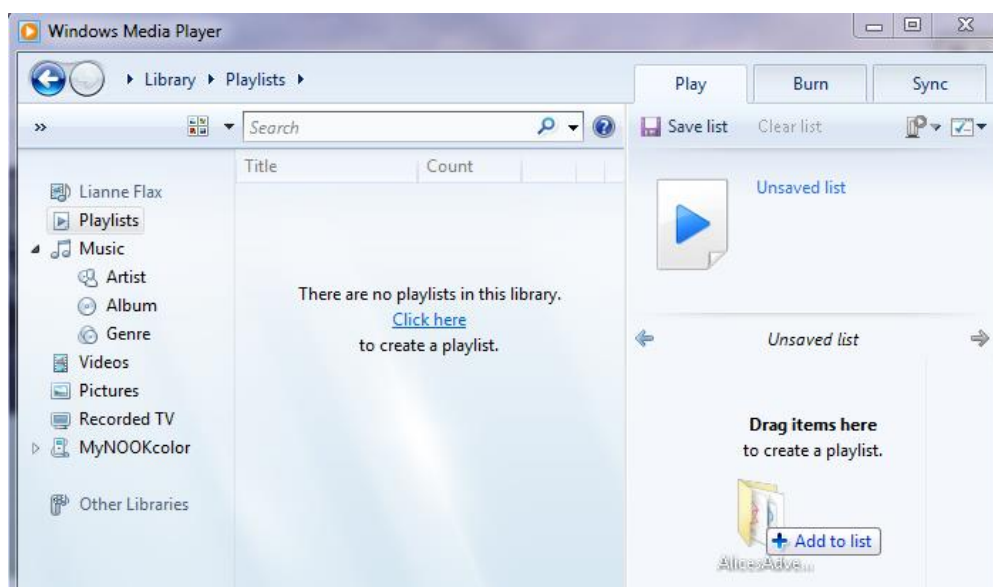 Windows Media Player
Library Playlists
Play Burn Sync
» Search Save list Clear list
Title Count
Unsaved list
Lianne Flax
Playlists
Music
Artist
Album
Genre
Videos
Pictures
Recorded TV
MyNOOKcolor
Other Libraries
There are no playlists in this library.
Click here
to create a playlist.
Unsaved list
Drag items here
to create a playlist.
Add to list
AlicesAdve...